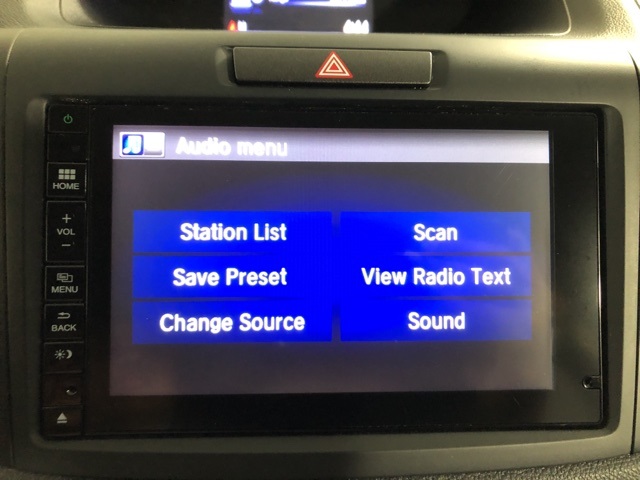 Audio menu
HOME
+
VOL
−
MENU
BACK
Station List
Scan
Save Preset
View Radio Text
Change Source
Sound